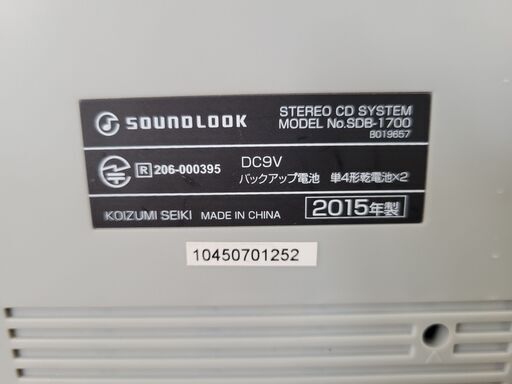 SOUNDLOOK
STEREO CD SYSTEM
MODEL No.SDB-1700
8019657
R 206-000395
DC9V
バックアップ電池 単4形乾電池×2
KOIZUMI SEIKI MADE IN CHINA
2015年製
10450701252